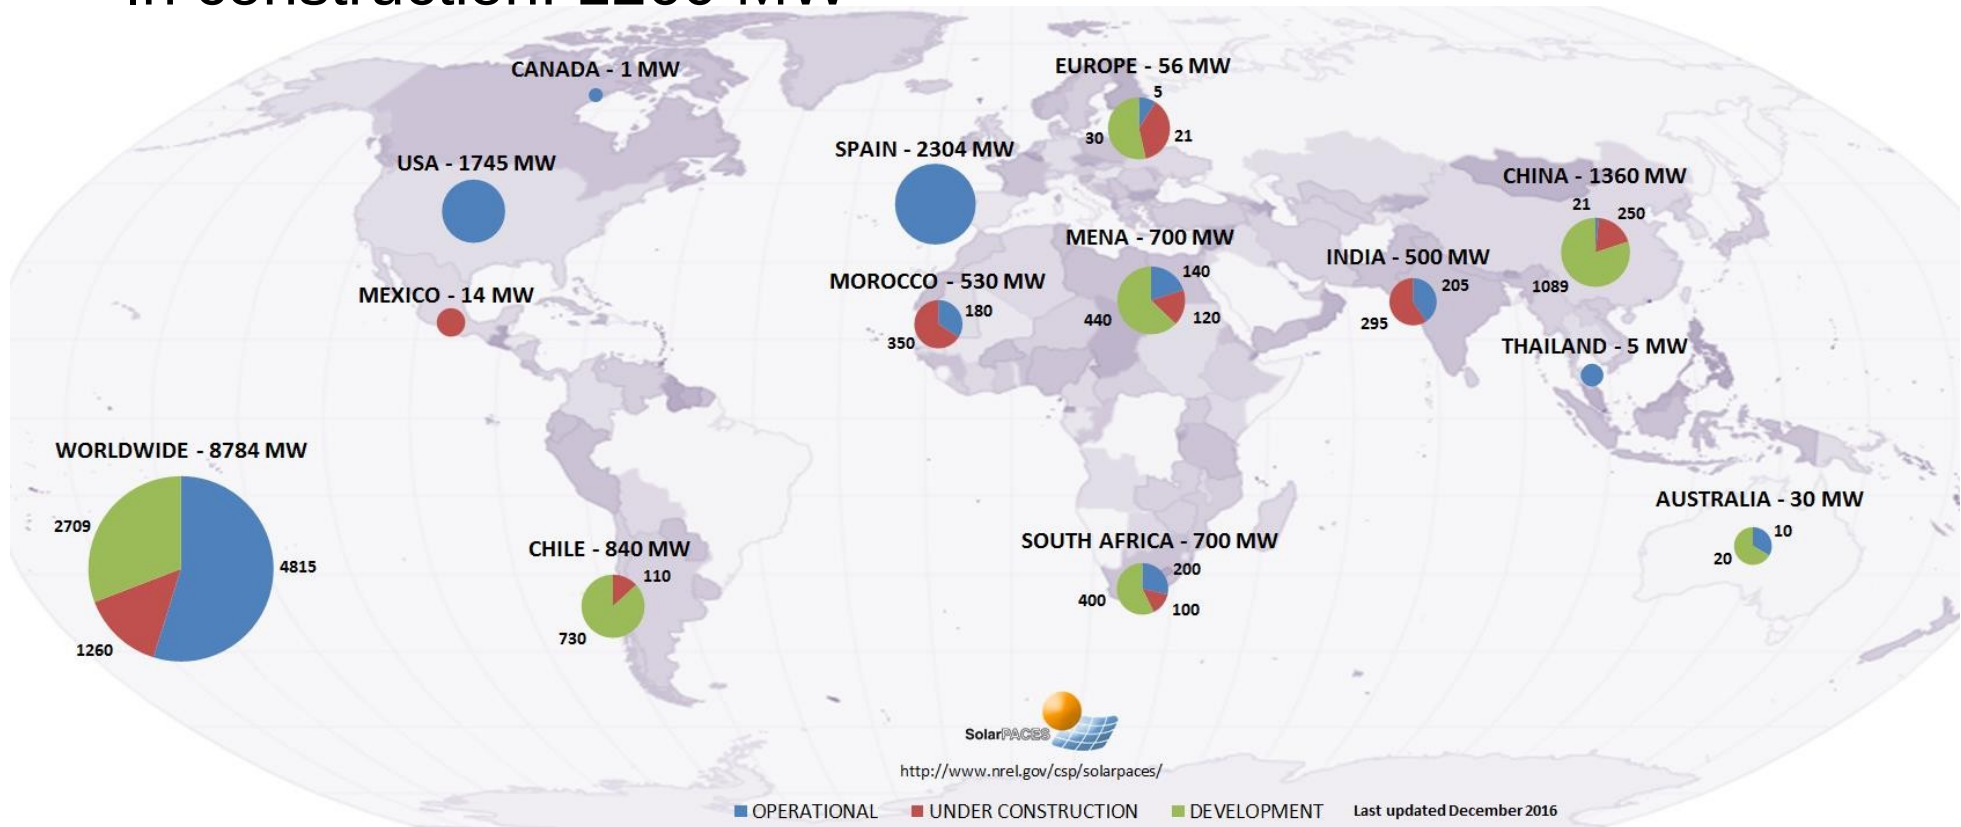 In construction: 1260 MW
CANADA - 1 MW
EUROPE - 56 MW
5
30
21
SPAIN - 2304 MW
USA - 1745 MW
CHINA - 1360 MW
21
250
1089
MENA - 700 MW
140
440
120
INDIA - 500 MW
205
295
MOROCCO - 530 MW
180
350
MEXICO - 14 MW
THAILAND - 5 MW
WORLDWIDE - 8784 MW
2709
4815
1260
AUSTRALIA - 30 MW
10
20
SOUTH AFRICA - 700 MW
200
400
100
CHILE - 840 MW
110
730
SolarPACES
http://www.nrel.gov/csp/solarpaces/
OPERATIONAL UNDER CONSTRUCTION DEVELOPMENT Last updated December 2016